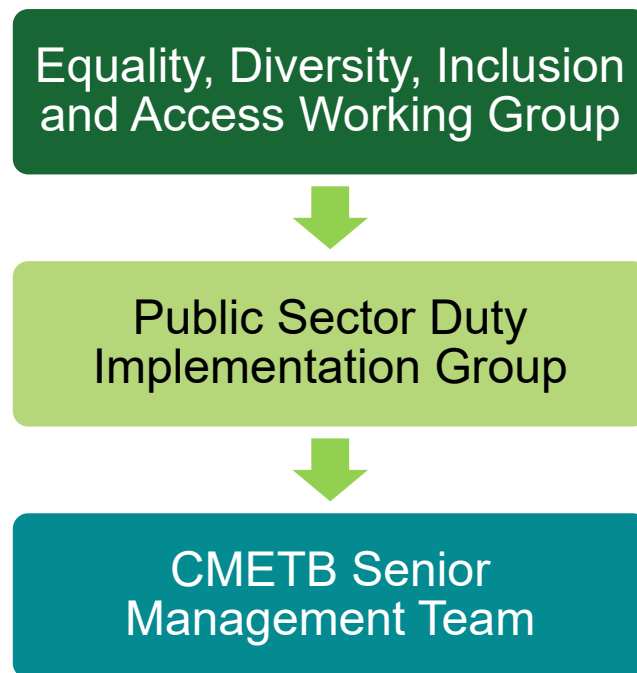 Equality, Diversity, Inclusion
and Access Working Group
Public Sector Duty
Implementation Group
CMETB Senior
Management Team